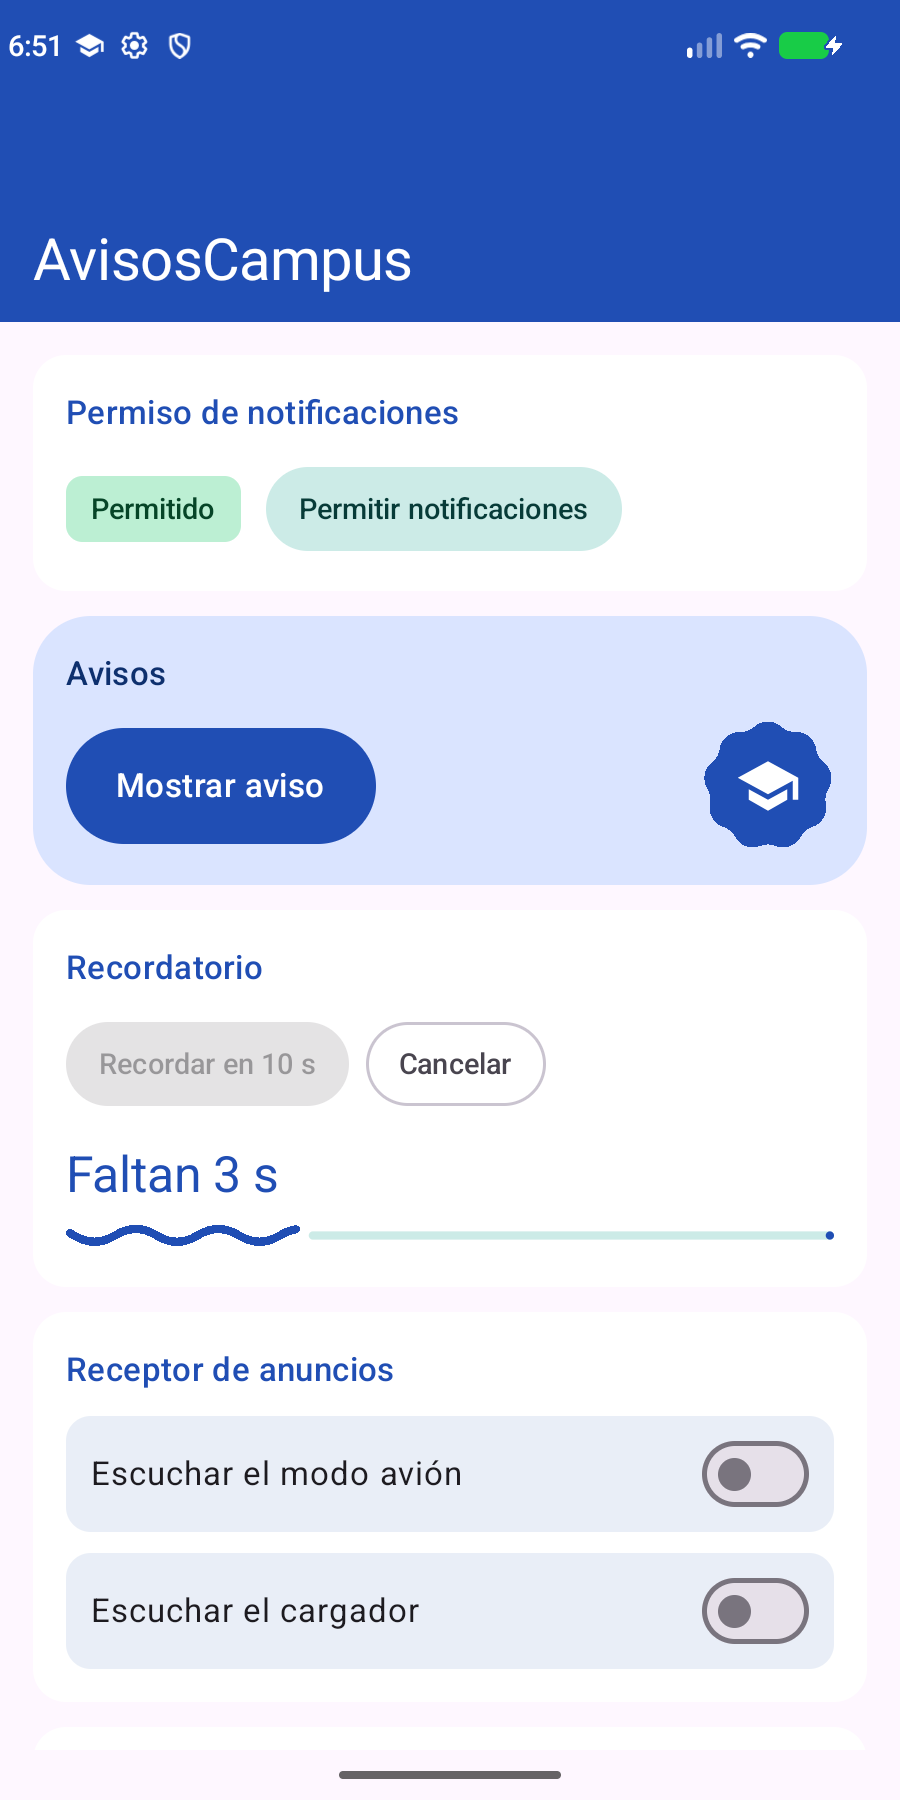 6:51
AvisosCampus
Permiso de notificaciones
Permitido
Permitir notificaciones
Avisos
Mostrar aviso
Recordatorio
Recordar en 10 s
Cancelar
Faltan 3 s
Receptor de anuncios
Escuchar el modo avión
Escuchar el cargador